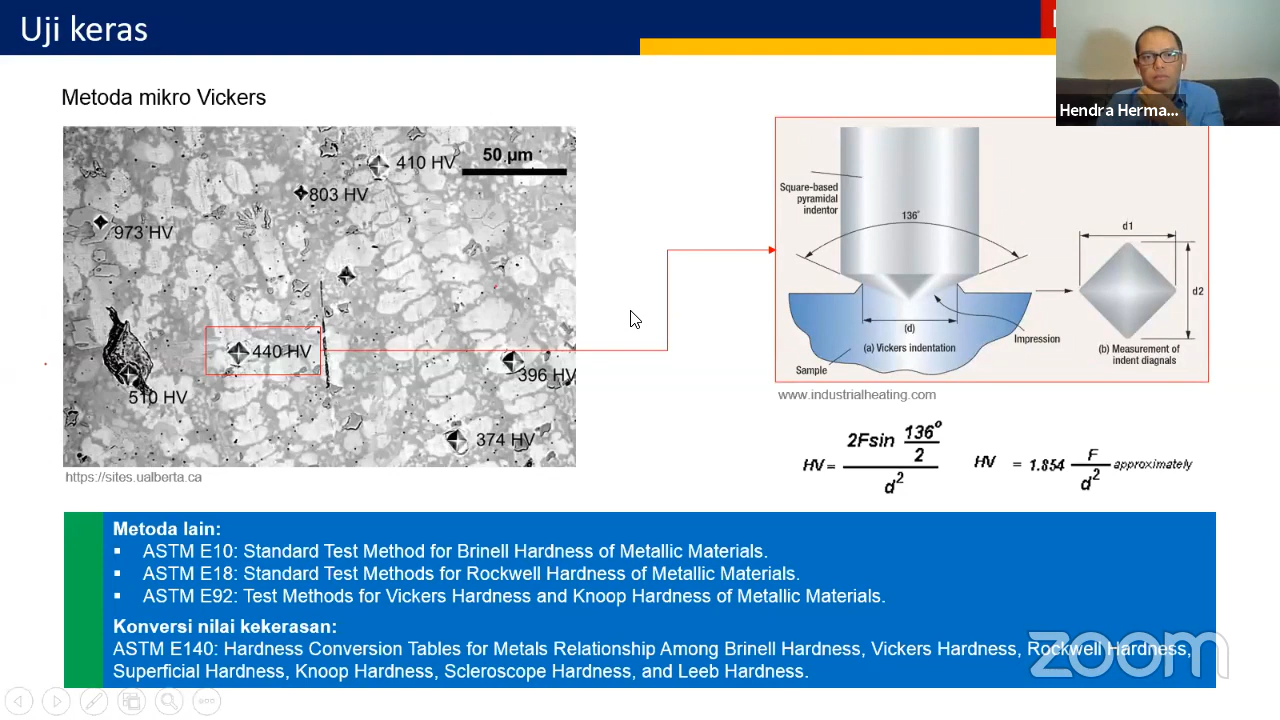 Uji keras
Hendra Herma...
Metoda mikro Vickers
50 µm
410 HV
803 HV
973 HV
440 HV
396 HV
510 HV
374 HV
https://sites.ualberta.ca
Square-based
pyramidal
indentor
136°
d1
d2
(d)
Impression
(a) Vickers indentation
Sample
(b) Measurement of
indent diagnals
www.industrialheating.com
HV = 2Fsin 136°/2 / d²
HV = 1.854 F/d² approximately
Metoda lain:
▪ ASTM E10: Standard Test Method for Brinell Hardness of Metallic Materials.
▪ ASTM E18: Standard Test Methods for Rockwell Hardness of Metallic Materials.
▪ ASTM E92: Test Methods for Vickers Hardness and Knoop Hardness of Metallic Materials.
Konversi nilai kekerasan:
ASTM E140: Hardness Conversion Tables for Metals Relationship Among Brinell Hardness, Vickers Hardness, Rockwell Hardness,
Superficial Hardness, Knoop Hardness, Scleroscope Hardness, and Leeb Hardness.
zoom